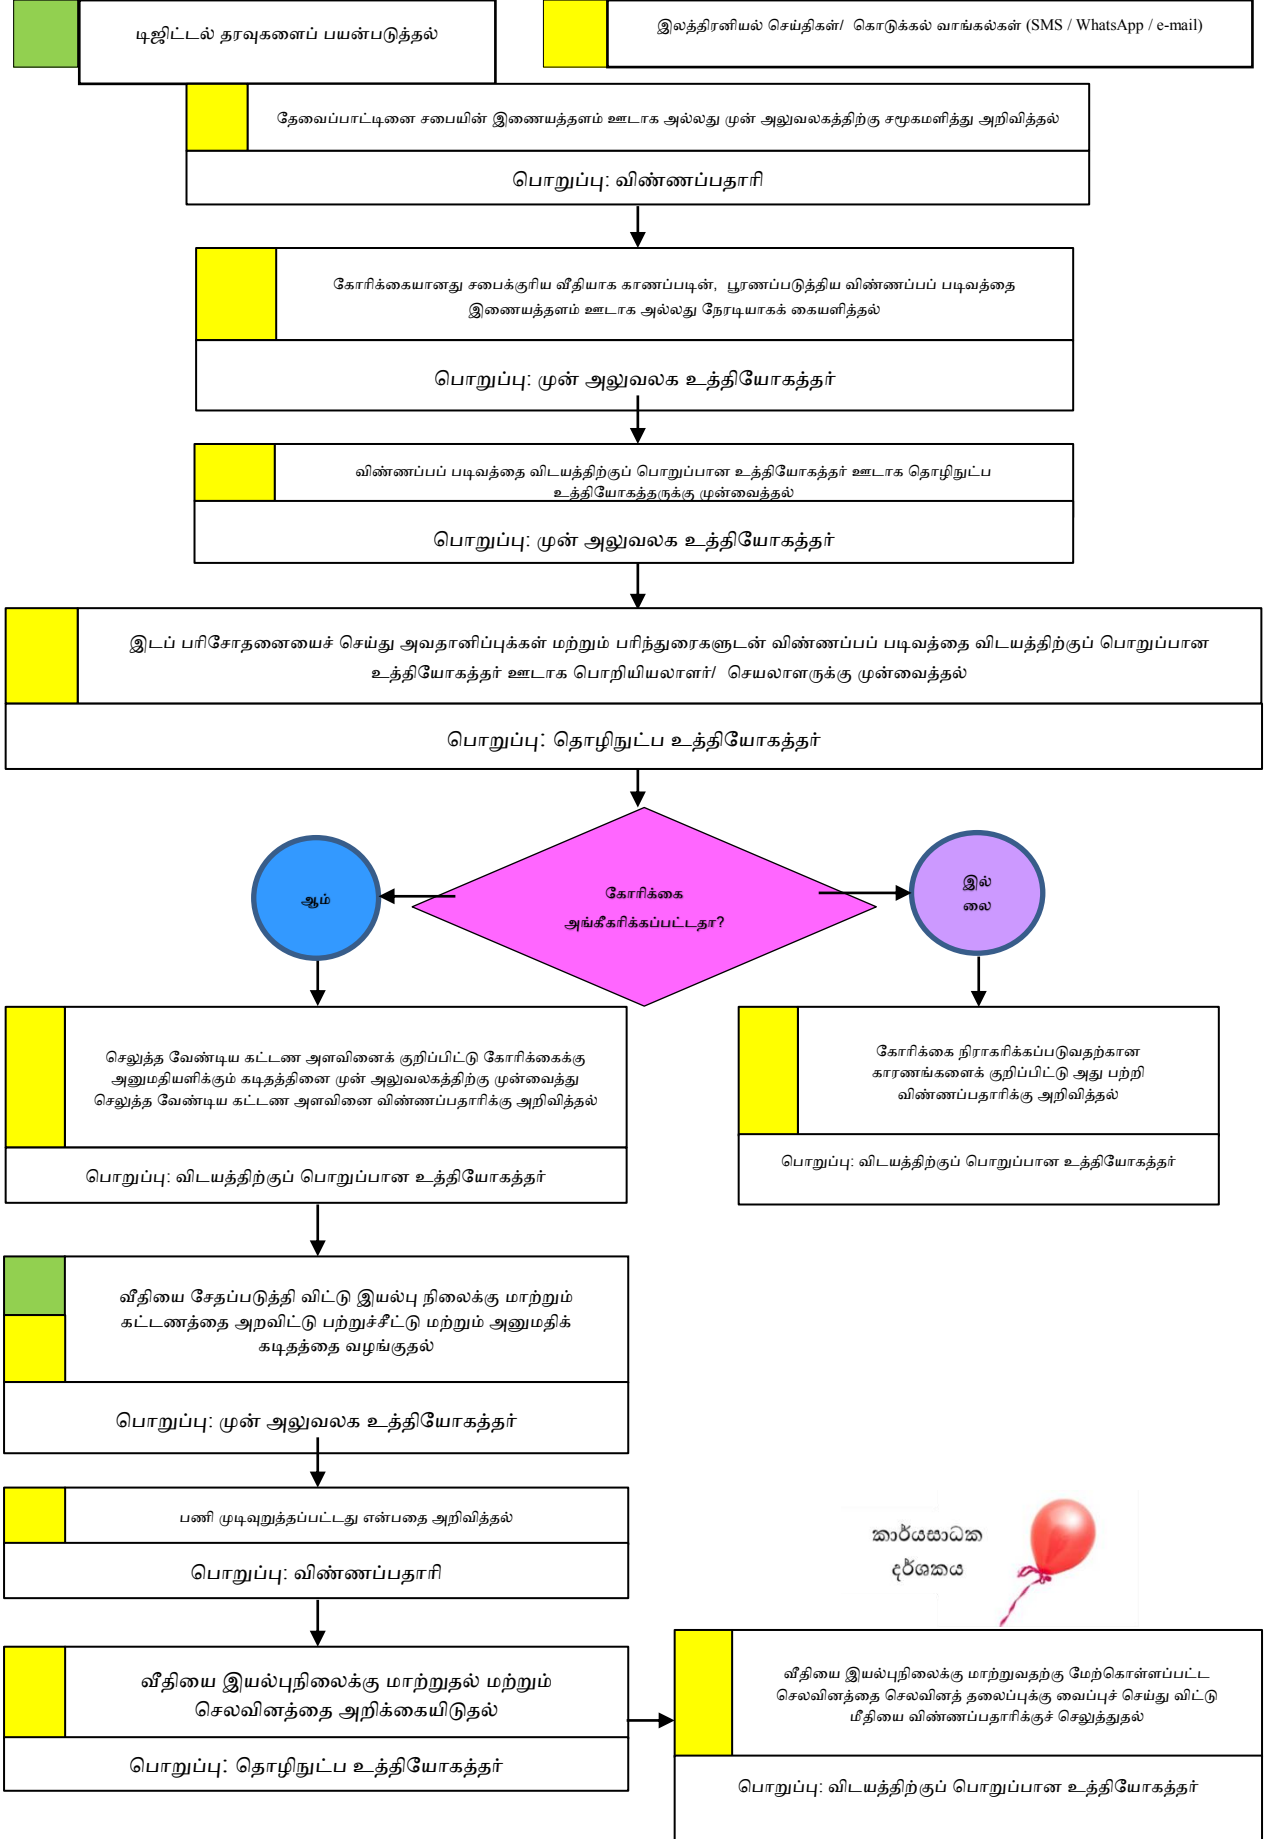 டிஜிட்டல் தரவுகளைப் பயன்படுத்தல்
இலத்திரனியல் செய்திகள்/ கொடுக்கல் வாங்கல்கள் (SMS / WhatsApp / e-mail)
தேவைப்பாட்டினை சபையின் இணையத்தளம் ஊடாக அல்லது முன் அலுவலகத்திற்கு சமூகமளித்து அறிவித்தல்
பொறுப்பு: விண்ணப்பதாரி
கோரிக்கையானது சபைக்குரிய வீதியாக காணப்படின், பூரணப்படுத்திய விண்ணப்பப் படிவத்தை
இணையத்தளம் ஊடாக அல்லது நேரடியாகக் கையளித்தல்
பொறுப்பு: முன் அலுவலக உத்தியோகத்தர்
விண்ணப்பப் படிவத்தை விடயத்திற்குப் பொறுப்பான உத்தியோகத்தர் ஊடாக தொழிநுட்ப
உத்தியோகத்தருக்கு முன்வைத்தல்
பொறுப்பு: முன் அலுவலக உத்தியோகத்தர்
இடப் பரிசோதனையைச் செய்து அவதானிப்புக்கள் மற்றும் பரிந்துரைகளுடன் விண்ணப்பப் படிவத்தை விடயத்திற்குப் பொறுப்பான
உத்தியோகத்தர் ஊடாக பொறியியலாளர்/ செயலாளருக்கு முன்வைத்தல்
பொறுப்பு: தொழிநுட்ப உத்தியோகத்தர்
ஆம்
கோரிக்கை
அங்கீகரிக்கப்பட்டதா?
இல்
லை
செலுத்த வேண்டிய கட்டண அளவினைக் குறிப்பிட்டு கோரிக்கைக்கு
அனுமதியளிக்கும் கடிதத்தினை முன் அலுவலகத்திற்கு முன்வைத்து
செலுத்த வேண்டிய கட்டண அளவினை விண்ணப்பதாரிக்கு அறிவித்தல்
பொறுப்பு: விடயத்திற்குப் பொறுப்பான உத்தியோகத்தர்
கோரிக்கை நிராகரிக்கப்படுவதற்கான
காரணங்களைக் குறிப்பிட்டு அது பற்றி
விண்ணப்பதாரிக்கு அறிவித்தல்
பொறுப்பு: விடயத்திற்குப் பொறுப்பான உத்தியோகத்தர்
வீதியை சேதப்படுத்தி விட்டு இயல்பு நிலைக்கு மாற்றும்
கட்டணத்தை அறவிட்டு பற்றுச்சீட்டு மற்றும் அனுமதிக்
கடிதத்தை வழங்குதல்
பொறுப்பு: முன் அலுவலக உத்தியோகத்தர்
பணி முடிவுறுத்தப்பட்டது என்பதை அறிவித்தல்
பொறுப்பு: விண்ணப்பதாரி
කාර්යසාධක
දර්ශකය
வீதியை இயல்புநிலைக்கு மாற்றுதல் மற்றும்
செலவினத்தை அறிக்கையிடுதல்
பொறுப்பு: தொழிநுட்ப உத்தியோகத்தர்
வீதியை இயல்புநிலைக்கு மாற்றுவதற்கு மேற்கொள்ளப்பட்ட
செலவினத்தை செலவினத் தலைப்புக்கு வைப்புச் செய்து விட்டு
மீதியை விண்ணப்பதாரிக்குச் செலுத்துதல்
பொறுப்பு: விடயத்திற்குப் பொறுப்பான உத்தியோகத்தர்